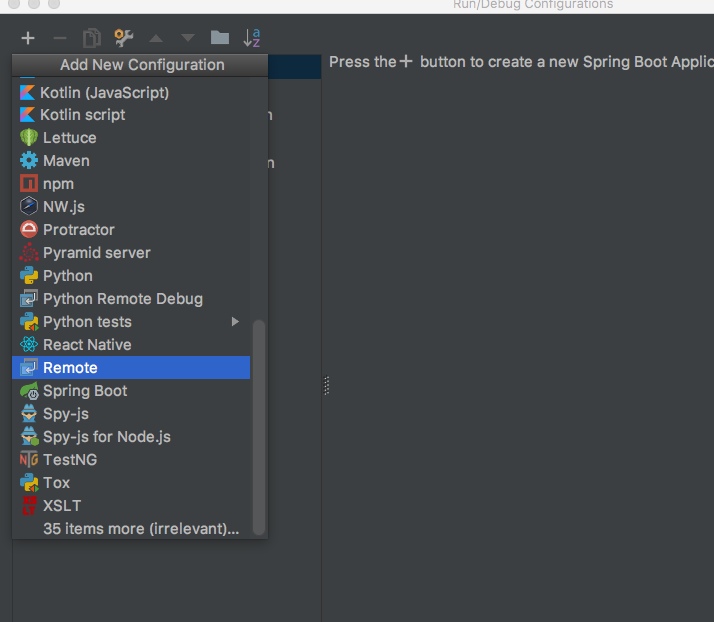 Run/Debug Configurations
Add New Configuration
Press the + button to create a new Spring Boot Applic
Kotlin (JavaScript)
Kotlin script
n
Lettuce
Maven
n
npm
NW.js
Protractor
Pyramid server
Python
Python Remote Debug
Python tests
React Native
Remote
Spring Boot
Spy-js
Spy-js for Node.js
TestNG
Tox
XSLT
35 items more (irrelevant)...